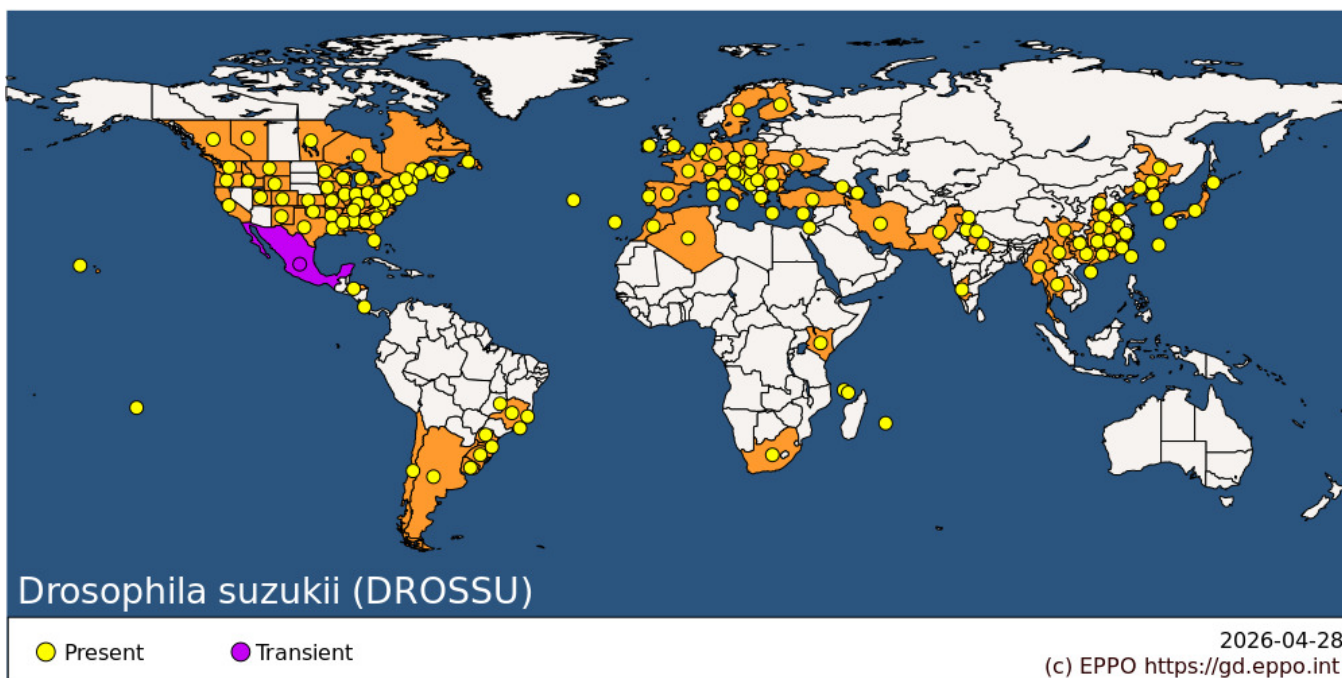 Drosophila suzukii (DROSSU)
Present
Transient
2026-04-28
(c) EPPO https://gd.eppo.int